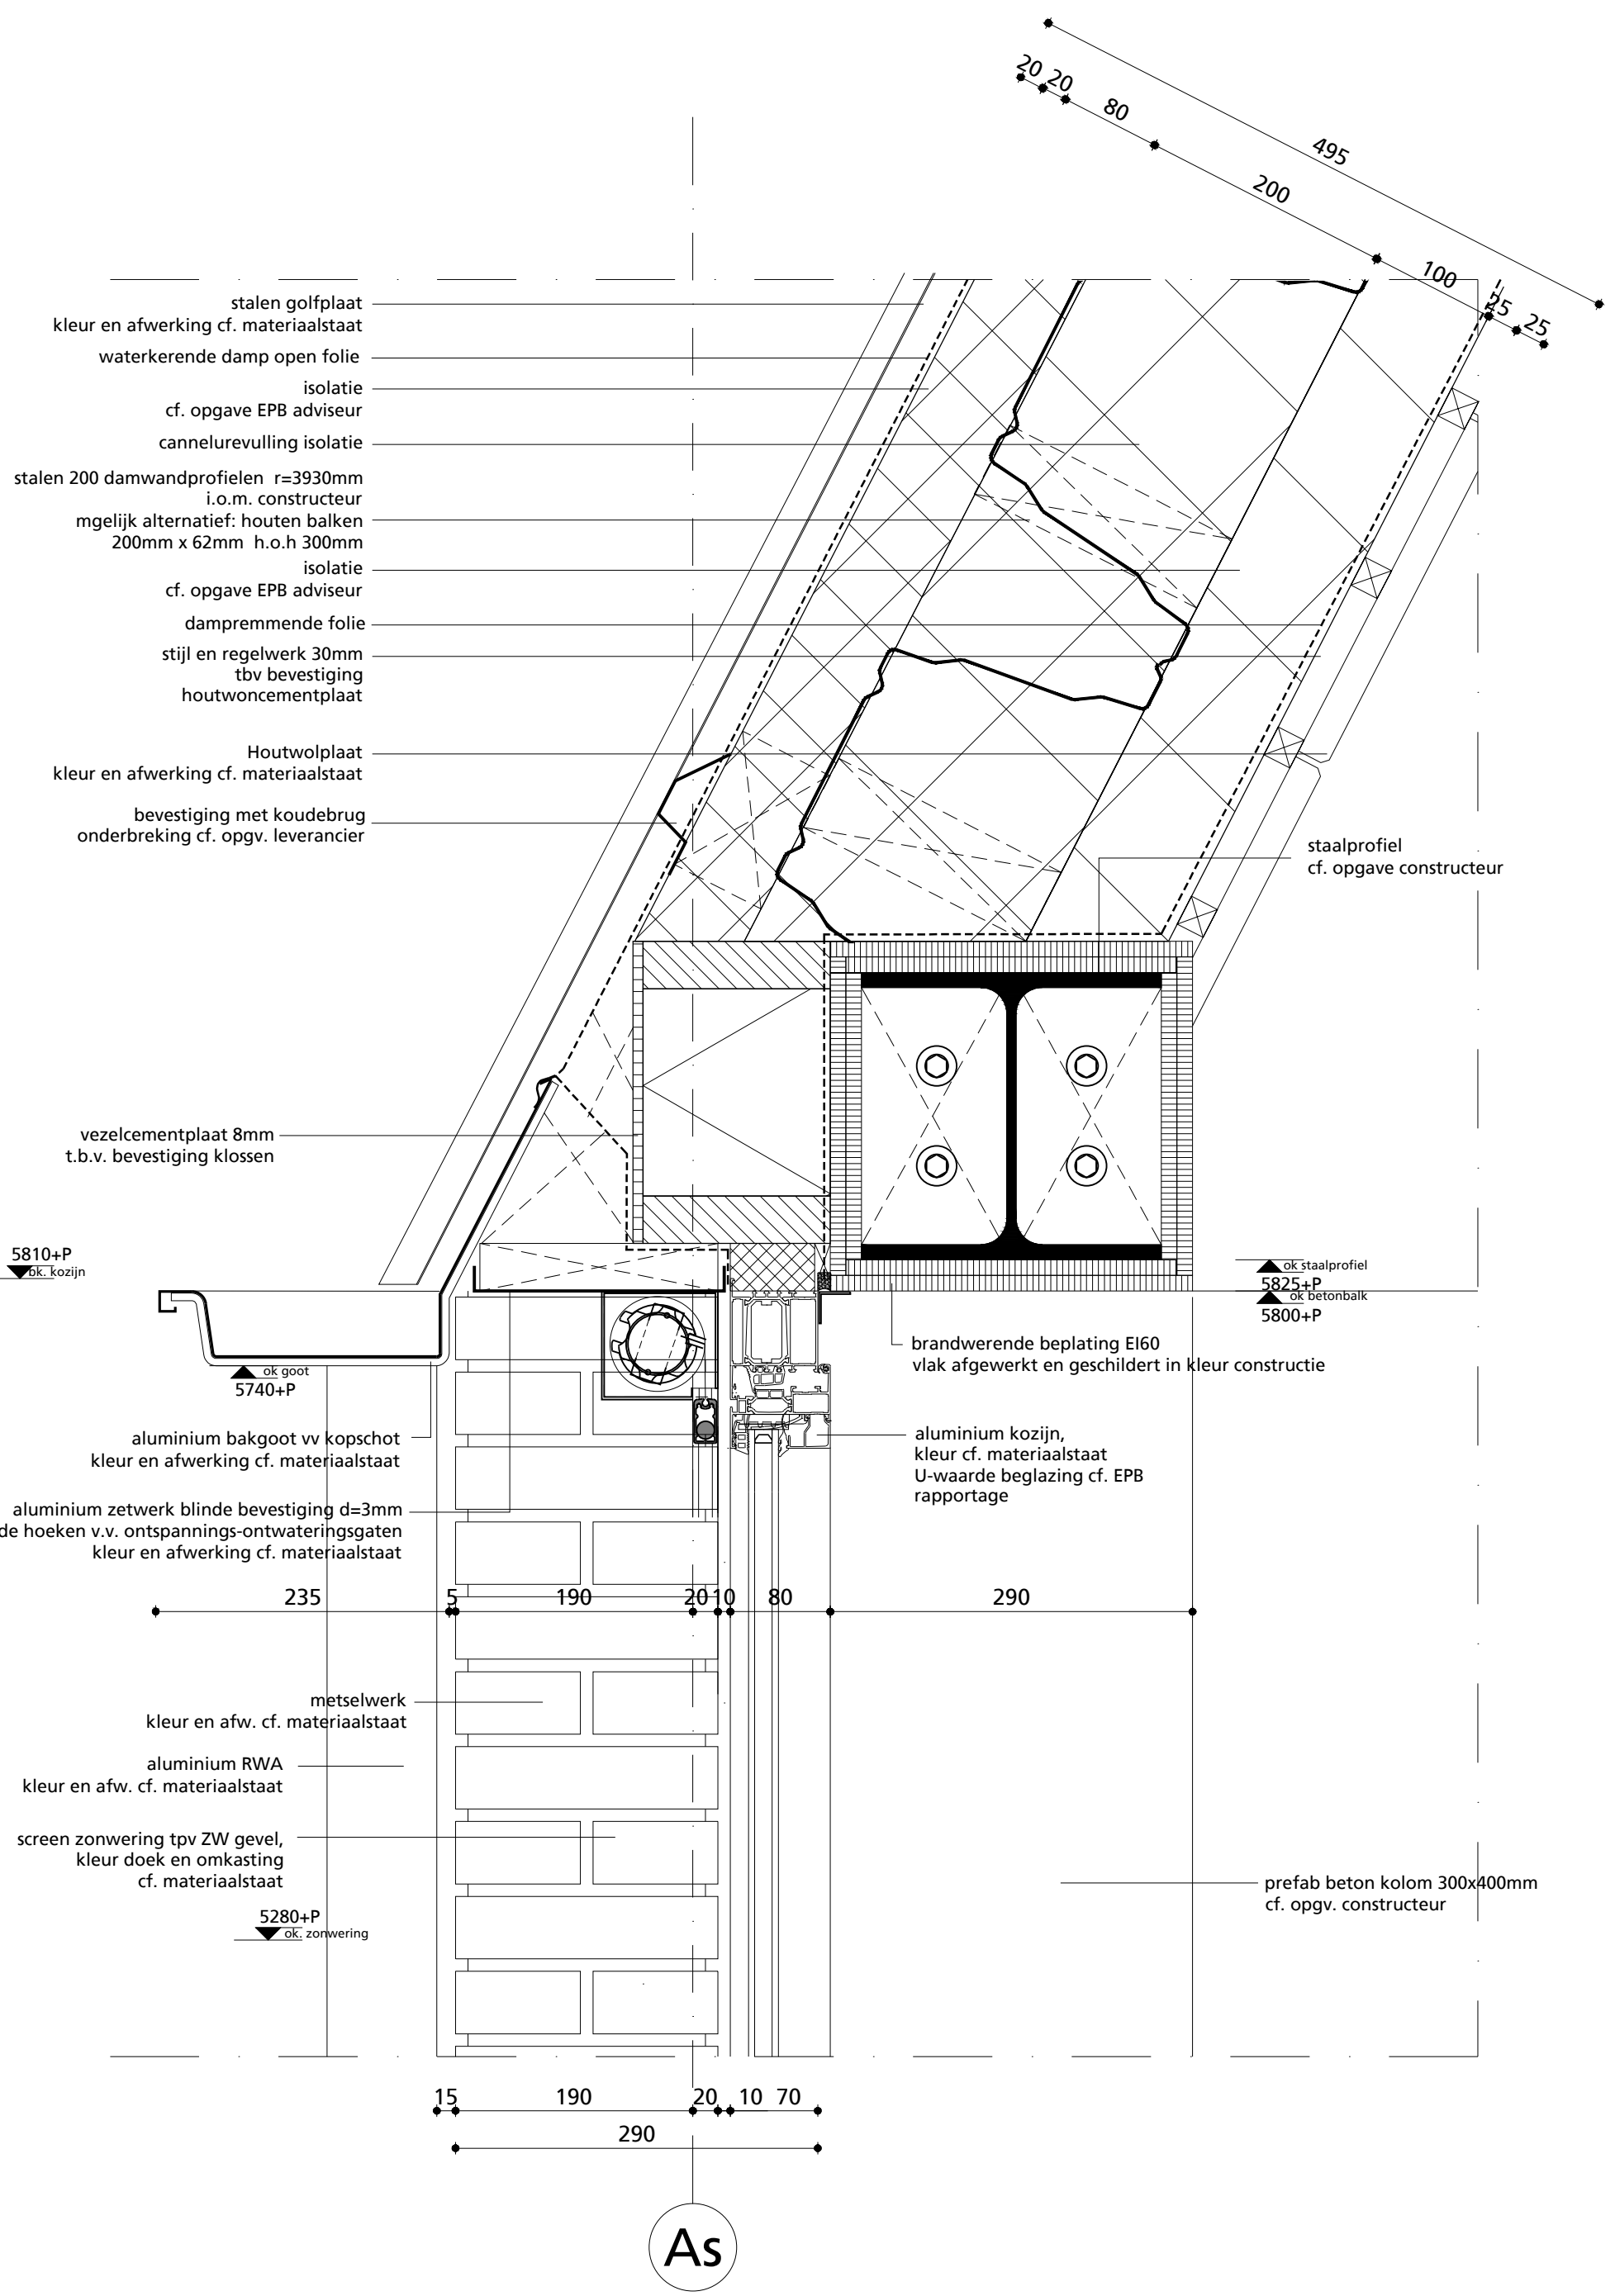 20
20
80
495
200
100
25
25
stalen golfplaat
kleur en afwerking cf. materiaalstaat
waterkerende damp open folie
isolatie
cf. opgave EPB adviseur
cannelurevulling isolatie
stalen 200 damwandprofielen r=3930mm
i.o.m. constructeur
mgelijk alternatief: houten balken
200mm x 62mm h.o.h 300mm
isolatie
cf. opgave EPB adviseur
dampremmende folie
stijl en regelwerk 30mm
tbv bevestiging
houtwoncementplaat
Houtwolplaat
kleur en afwerking cf. materiaalstaat
bevestiging met koudebrug
onderbreking cf. opgv. leverancier
staalprofiel
cf. opgave constructeur
vezelcementplaat 8mm
t.b.v. bevestiging klossen
5810+P
bk. kozijn
ok staalprofiel
5825+P
ok betonbalk
5800+P
brandwerende beplating EI60
vlak afgewerkt en geschildert in kleur constructie
ok goot
5740+P
aluminium bakgoot vv kopschot
kleur en afwerking cf. materiaalstaat
aluminium kozijn,
kleur cf. materiaalstaat
U-waarde beglazing cf. EPB
rapportage
aluminium zetwerk blinde bevestiging d=3mm
de hoeken v.v. ontspannings-ontwateringsgaten
kleur en afwerking cf. materiaalstaat
235
5
190
20
10
80
290
metselwerk
kleur en afw. cf. materiaalstaat
aluminium RWA
kleur en afw. cf. materiaalstaat
screen zonwering tpv ZW gevel,
kleur doek en omkasting
cf. materiaalstaat
prefab beton kolom 300x400mm
cf. opgv. constructeur
5280+P
ok. zonwering
15
190
20
10
70
290
As